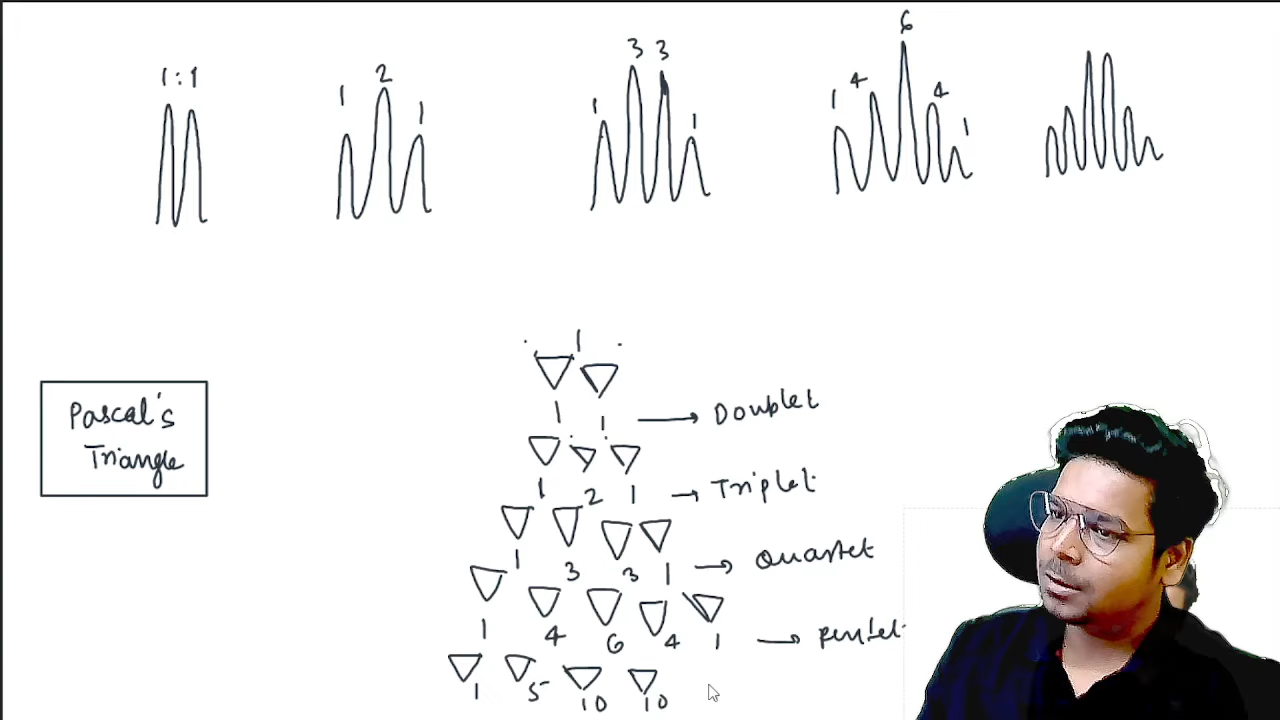 1 : 1
1 2 1
1 3 3 1
1 4 6 4 1
Pascal's
Triangle
1
1 1 → Doublet
1 2 1 → Triplet
1 3 3 1 → Quartet
1 4 6 4 1 → pentet
1 5 10 10